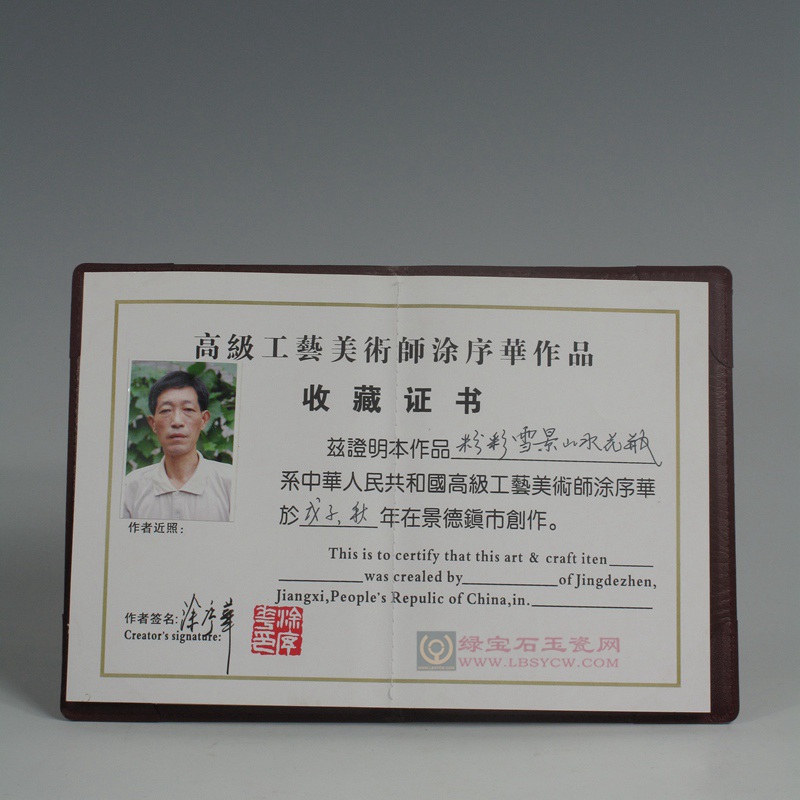 高級工藝美術師涂序華作品
收藏证书
茲證明本作品 粉彩雪景山水花瓶
系中華人民共和國高級工藝美術師涂序華
於 戊子、秋 年在景德鎮市創作。
作者近照:
This is to certify that this art & craft iten
was crealed by of Jingdezhen,
Jiangxi,People's Repulic of China,in.
作者签名: 涂序華
Creator's signature:
涂序華印
绿宝石玉瓷网
WWW.LBSYCW.COM